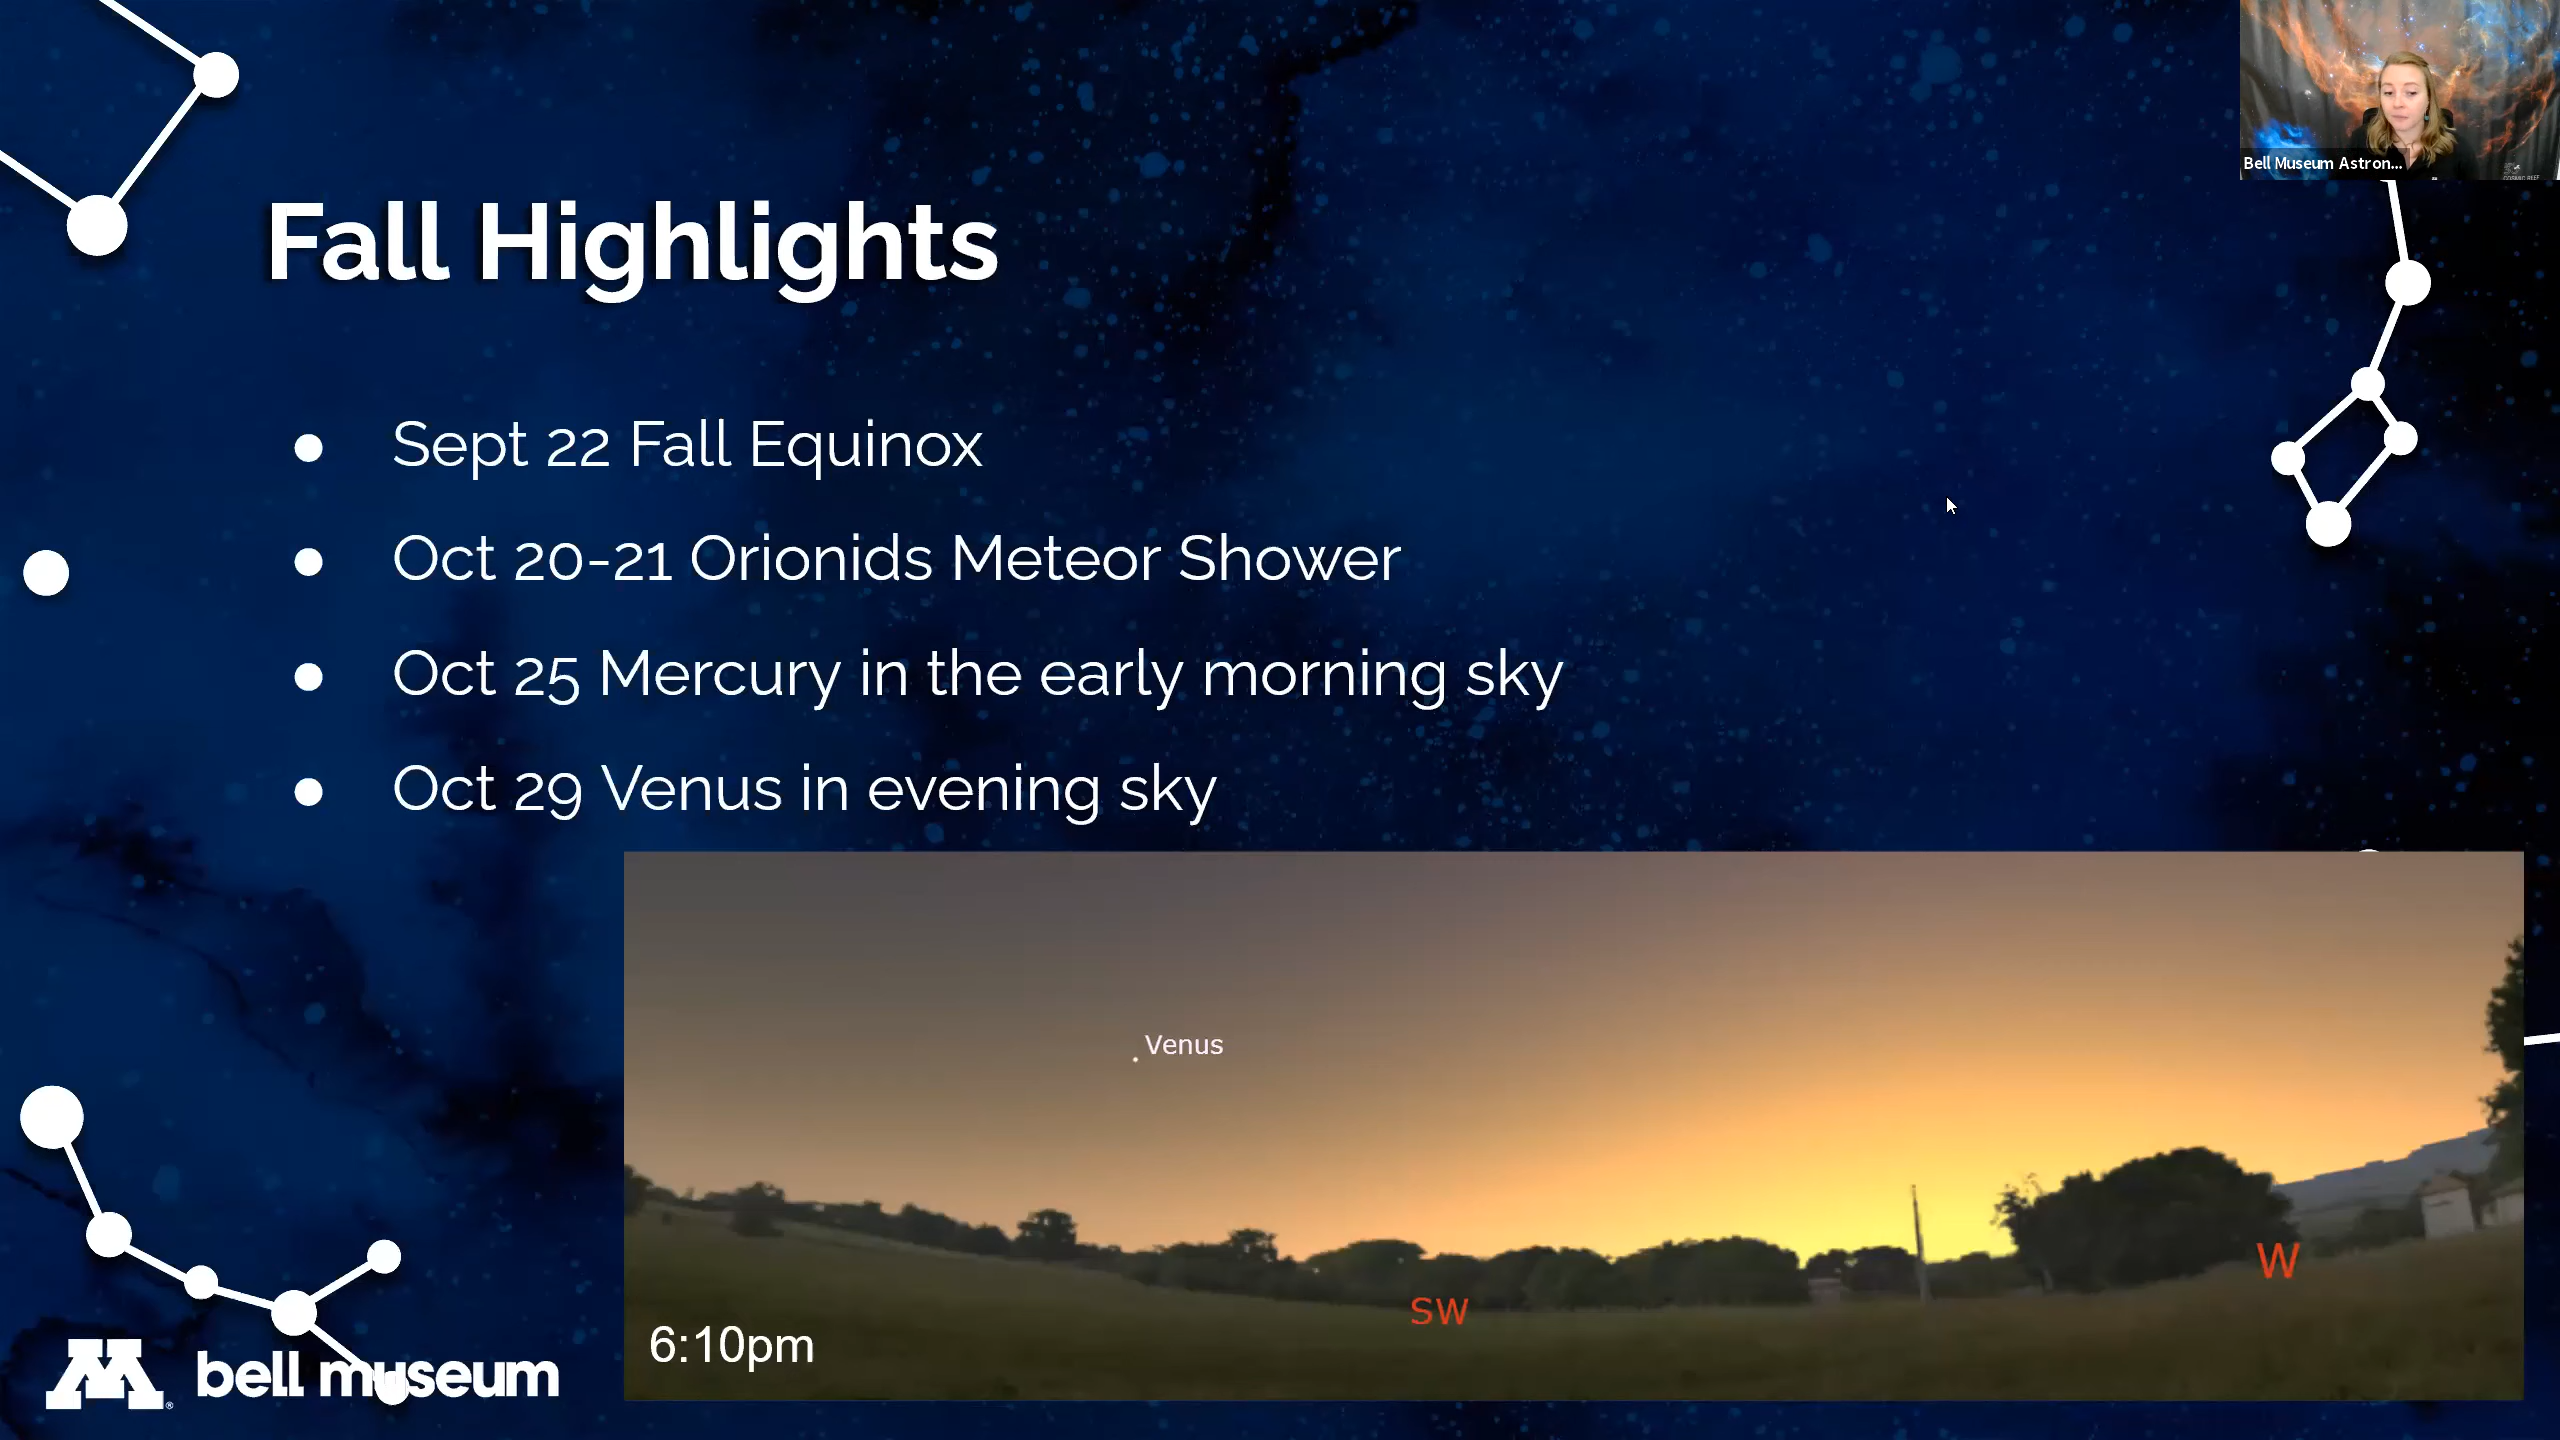 Bell Museum Astron...
Fall Highlights
● Sept 22 Fall Equinox
● Oct 20-21 Orionids Meteor Shower
● Oct 25 Mercury in the early morning sky
● Oct 29 Venus in evening sky
Venus
W
SW
6:10pm
M® bell museum